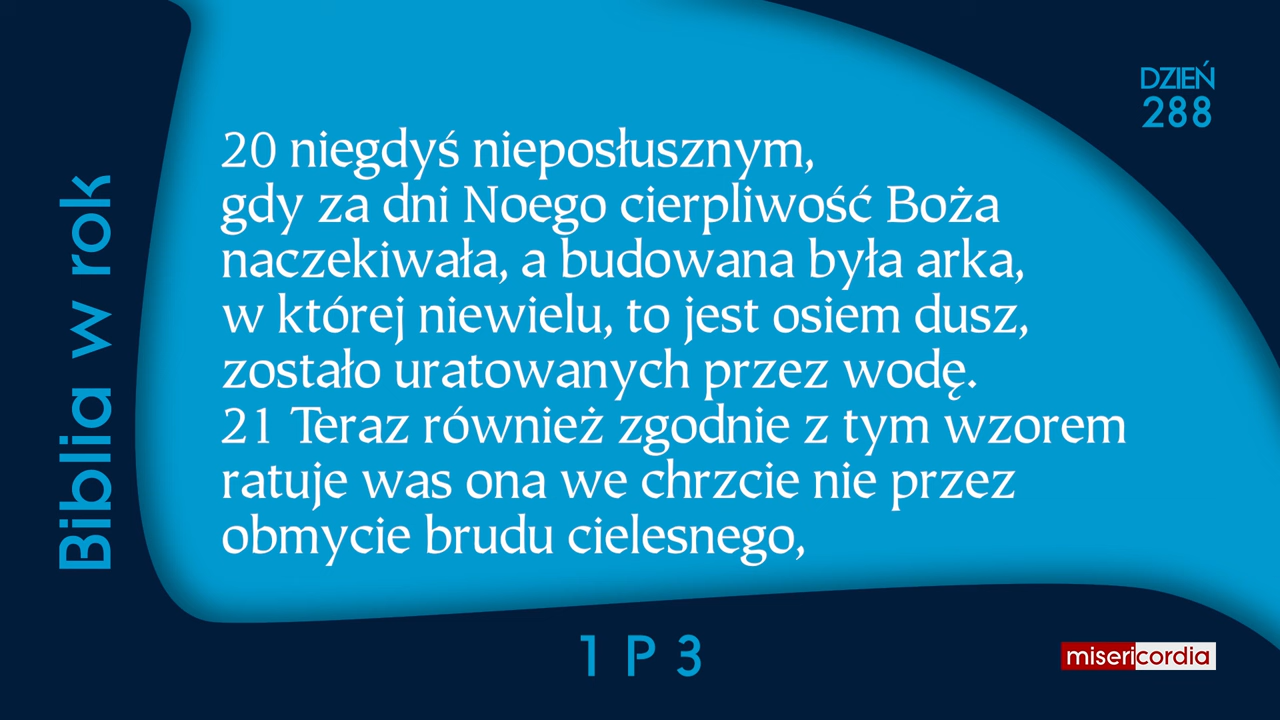 DZIEŃ
288
Biblia w rok
20 niegdyś nieposłusznym,
gdy za dni Noego cierpliwość Boża
naczekiwała, a budowana była arka,
w której niewielu, to jest osiem dusz,
zostało uratowanych przez wodę.
21 Teraz również zgodnie z tym wzorem
ratuje was ona we chrzcie nie przez
obmycie brudu cielesnego,
1 P 3
misericordia